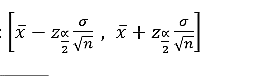 : [x̄ − z_{∝/2} σ/√n , x̄ + z_{∝/2} σ/√n]